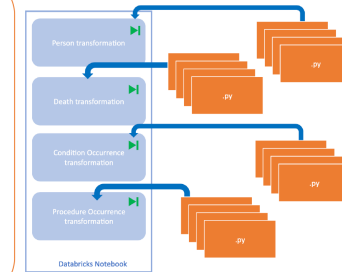 Person transformation
.py
Death transformation
.py
Condition Occurrence
transformation
.py
Procedure Occurrence
transformation
.py
Databricks Notebook